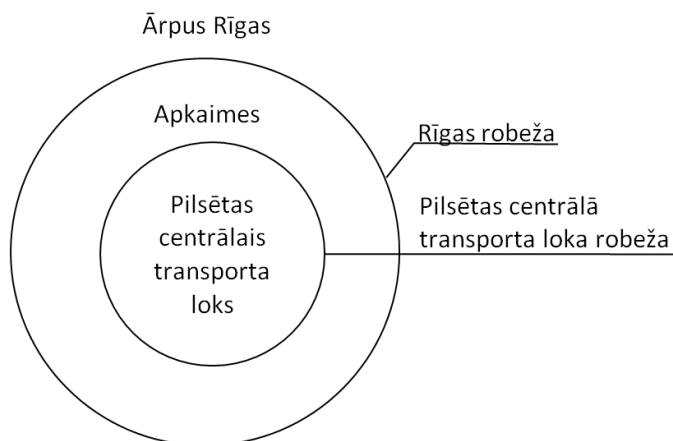 Ārpus Rīgas
Apkaimes
Rīgas robeža
Pilsētas
centrālais
transporta
loks
Pilsētas centrālā
transporta loka robeža